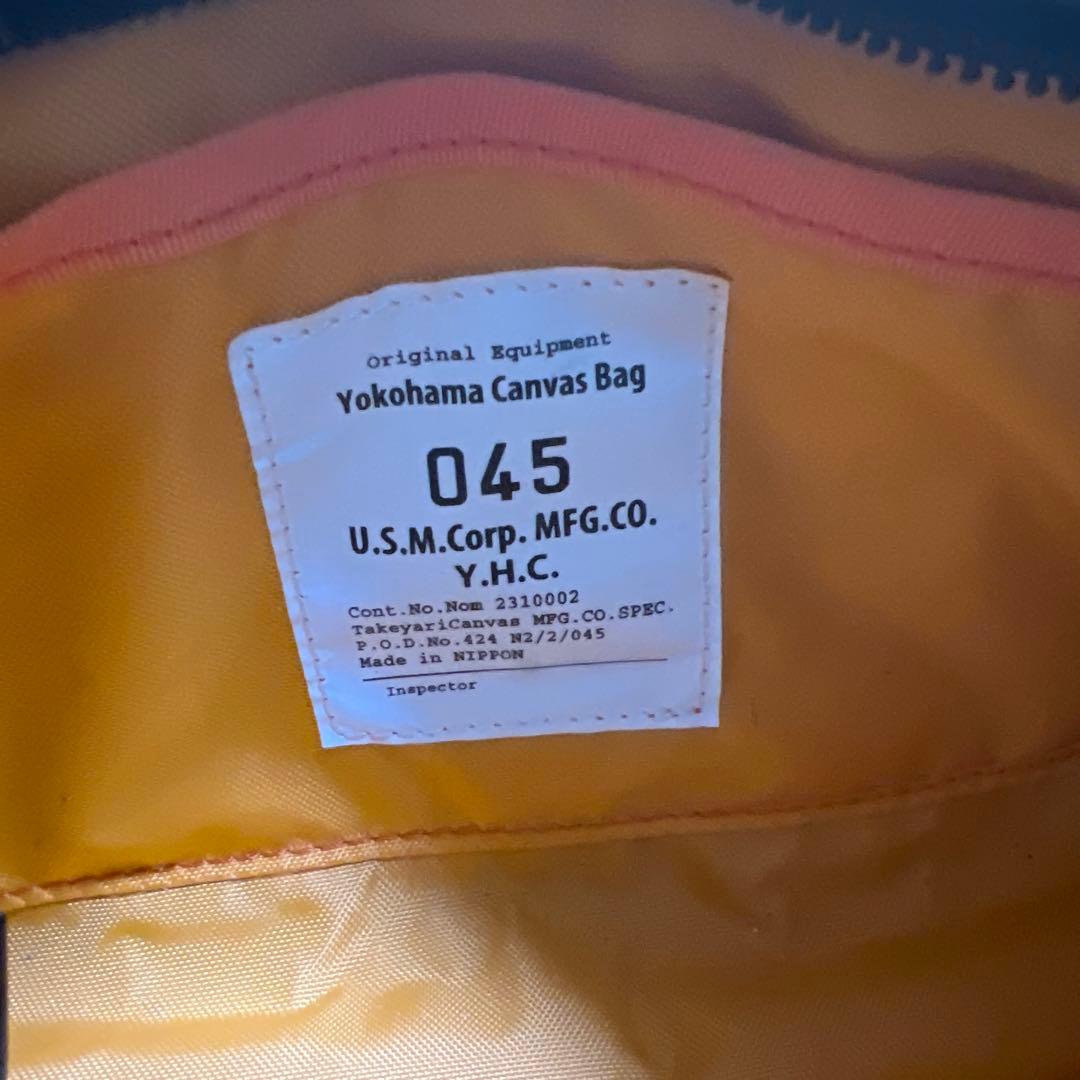 Original Equipment
Yokohama Canvas Bag
045
U.S.M.Corp. MFG.CO.
Y.H.C.
Cont.No.Nom 2310002
TakeyariCanvas MFG.CO.SPEC.
P.O.D.No.424 N2/2/045
Made in NIPPON
Inspector